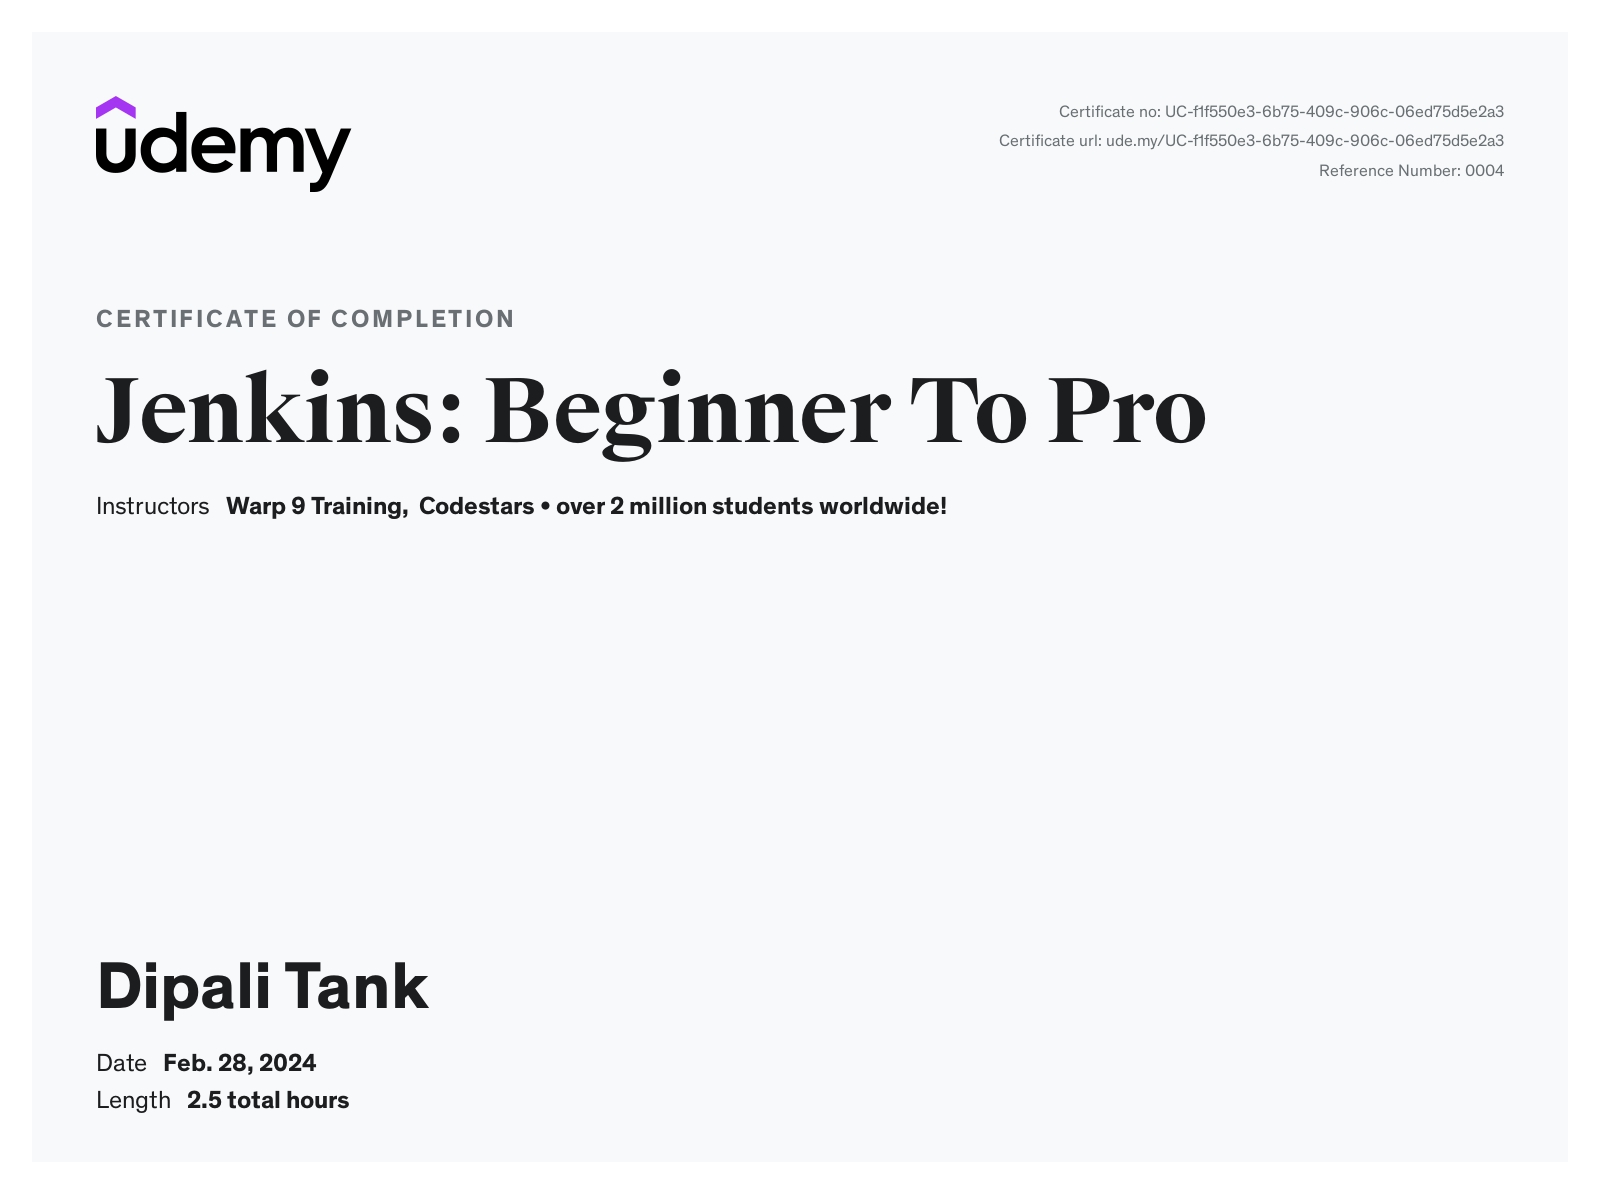 udemy
Certificate no: UC-f1f550e3-6b75-409c-906c-06ed75d5e2a3
Certificate url: ude.my/UC-f1f550e3-6b75-409c-906c-06ed75d5e2a3
Reference Number: 0004
CERTIFICATE OF COMPLETION
Jenkins: Beginner To Pro
Instructors Warp 9 Training, Codestars • over 2 million students worldwide!
Dipali Tank
Date Feb. 28, 2024
Length 2.5 total hours